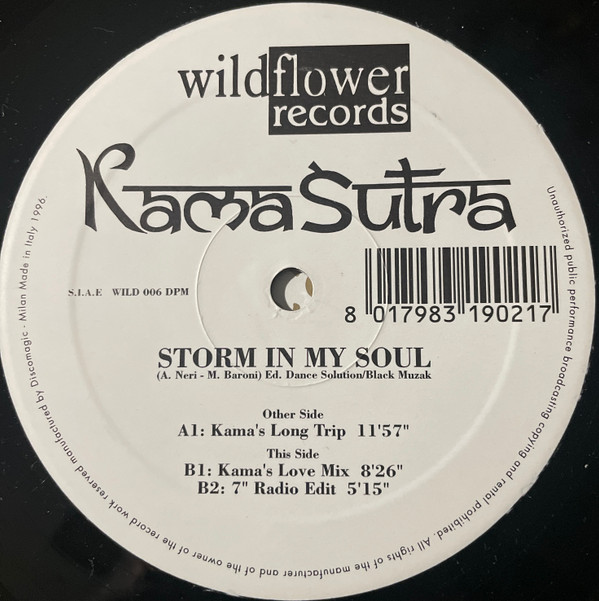 wildflower
records
Kama Sutra
S.I.A.E WILD 006 DPM
8 017983 190217
STORM IN MY SOUL
(A. Neri - M. Baroni) Ed. Dance Solution/Black Muzak
Other Side
A1: Kama's Long Trip 11'57"
This Side
B1: Kama's Love Mix 8'26"
B2: 7" Radio Edit 5'15"
Unauthorized public performance broadcasting copying and rental prohibited. All rights of the manufacturer and of the owner of the record work reserved manufactured by Discomagic - Milan Made in Italy 1996.